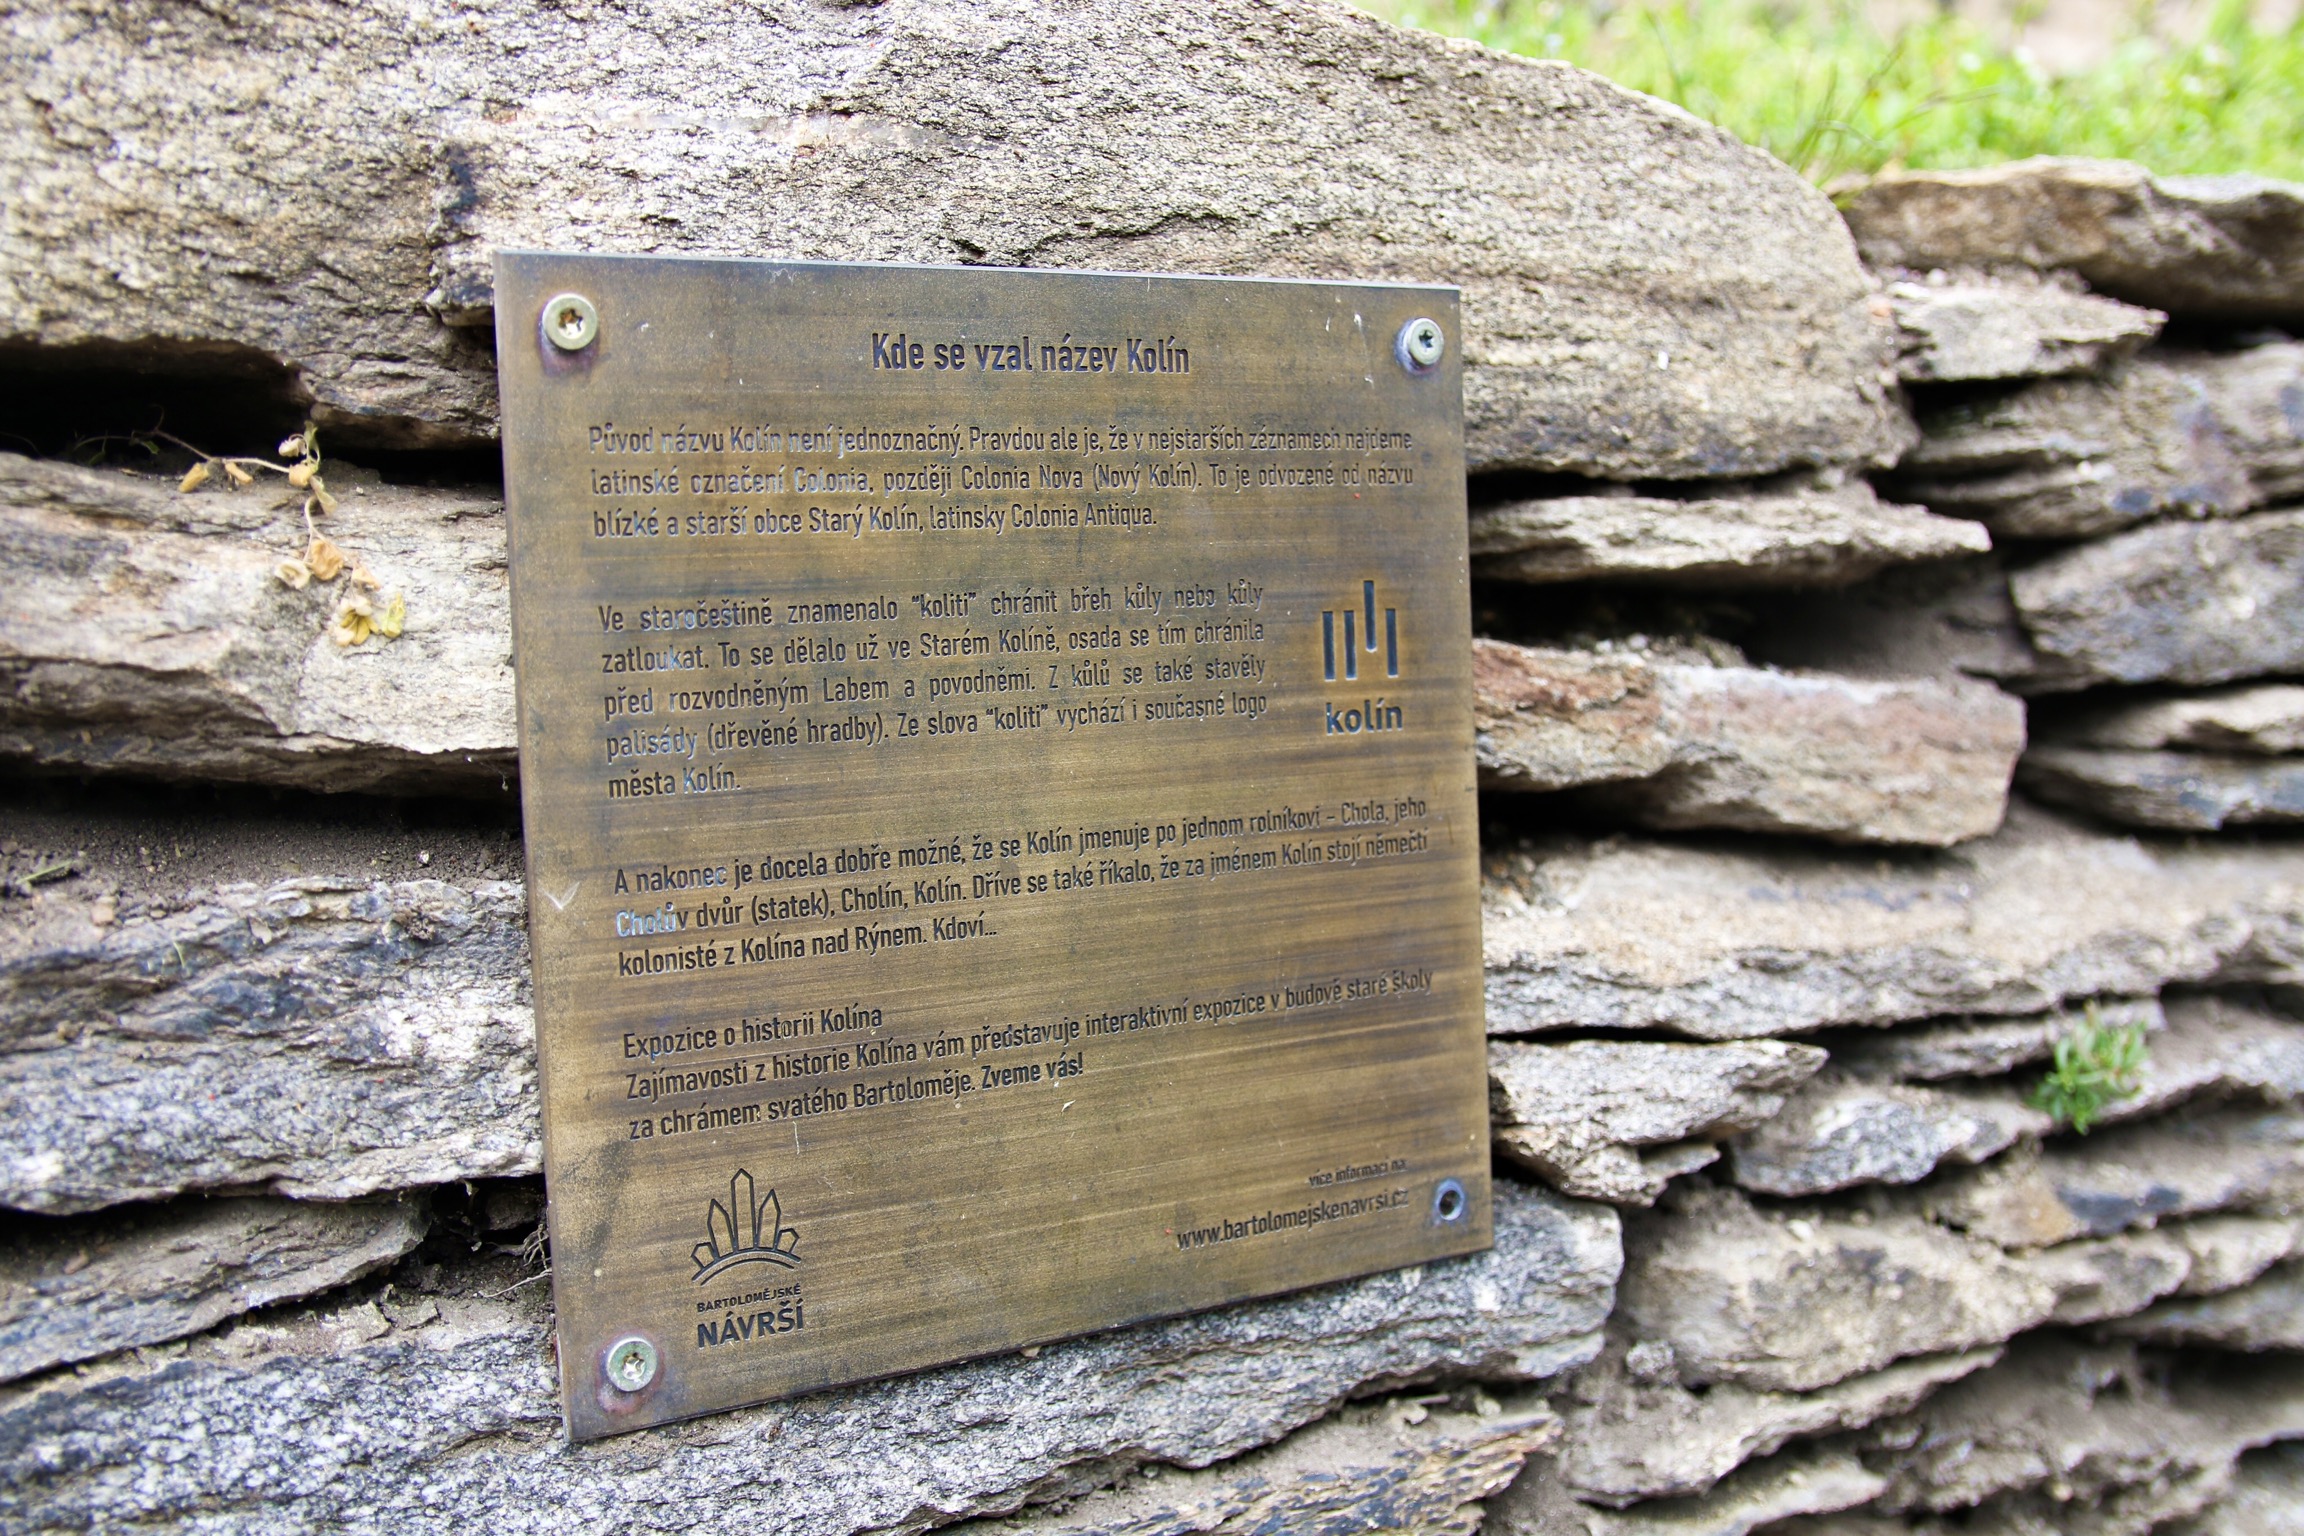 Kde se vzal název Kolín
Původ názvu Kolín není jednoznačný. Pravdou ale je, že v nejstarších záznamech najdeme
latinské označení Colonia, později Colonia Nova (Nový Kolín). To je odvozené od názvu
blízké a starší obce Starý Kolín, latinsky Colonia Antiqua.
Ve staročeštině znamenalo “koliti” chránit břeh kůly nebo kůly
zatloukat. To se dělalo už ve Starém Kolíně, osada se tím chránila
před rozvodněným Labem a povodněmi. Z kůlů se také stavěly
palisády (dřevěné hradby). Ze slova “koliti” vychází i současné logo
města Kolín.
kolín
A nakonec je docela dobře možné, že se Kolín jmenuje po jednom rolníkovi – Chola, jeho
Cholův dvůr (statek), Cholín, Kolín. Dříve se také říkalo, že za jménem Kolín stojí němečtí
kolonisté z Kolína nad Rýnem. Kdoví...
Expozice o historii Kolína
Zajímavosti z historie Kolína vám představuje interaktivní expozice v budově staré školy
za chrámem svatého Bartoloměje. Zveme vás!
více informací na
www.bartolomejskenavrsi.cz
BARTOLOMĚJSKÉ
NÁVRŠÍ